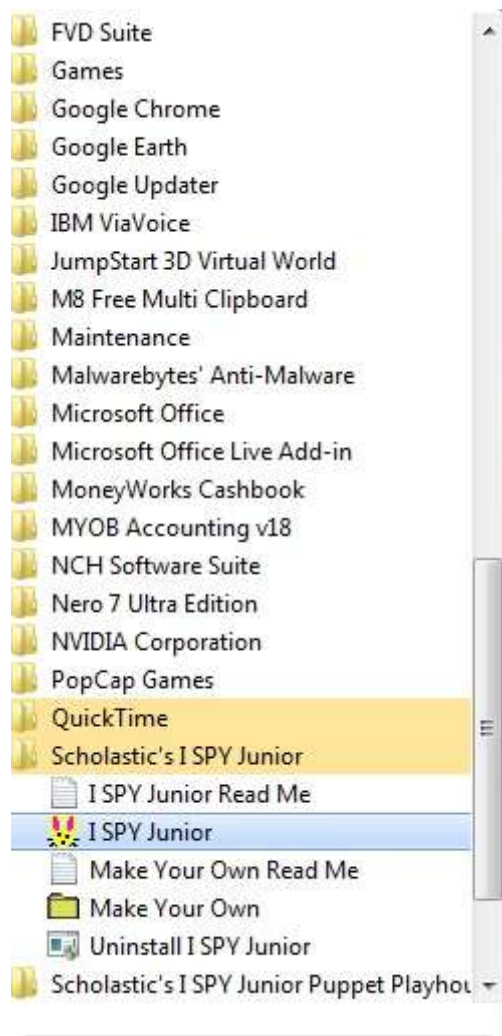 FVD Suite
Games
Google Chrome
Google Earth
Google Updater
IBM ViaVoice
JumpStart 3D Virtual World
M8 Free Multi Clipboard
Maintenance
Malwarebytes' Anti-Malware
Microsoft Office
Microsoft Office Live Add-in
MoneyWorks Cashbook
MYOB Accounting v18
NCH Software Suite
Nero 7 Ultra Edition
NVIDIA Corporation
PopCap Games
QuickTime
Scholastic's I SPY Junior
I SPY Junior Read Me
I SPY Junior
Make Your Own Read Me
Make Your Own
Uninstall I SPY Junior
Scholastic's I SPY Junior Puppet Playhou